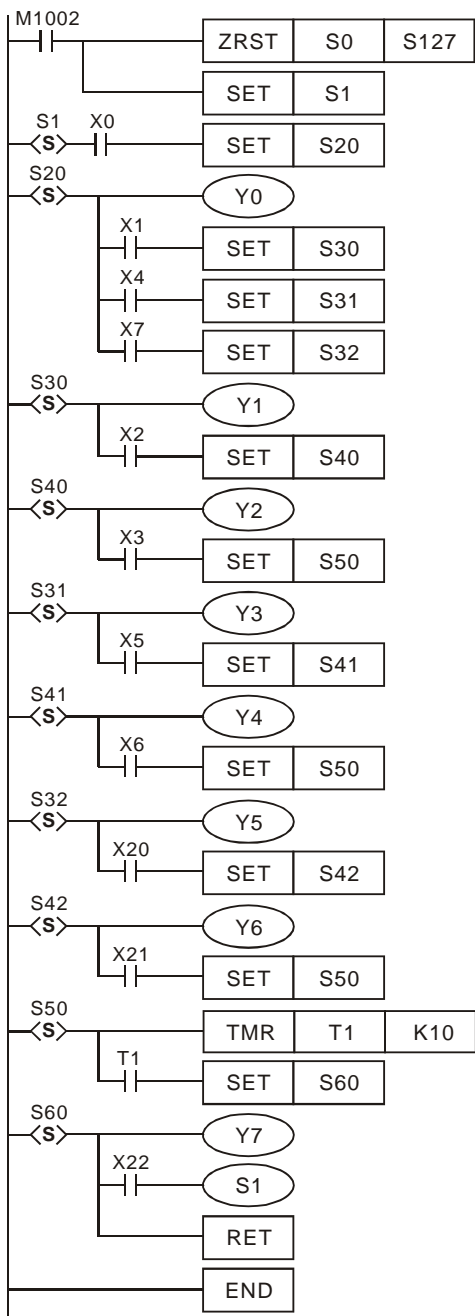 M1002
ZRST S0 S127
SET S1
S1 X0
S SET S20
S20
S Y0
X1
SET S30
X4
SET S31
X7
SET S32
S30
S Y1
X2
SET S40
S40
S Y2
X3
SET S50
S31
S Y3
X5
SET S41
S41
S Y4
X6
SET S50
S32
S Y5
X20
SET S42
S42
S Y6
X21
SET S50
S50
S TMR T1 K10
T1
SET S60
S60
S Y7
X22
S1
RET
END